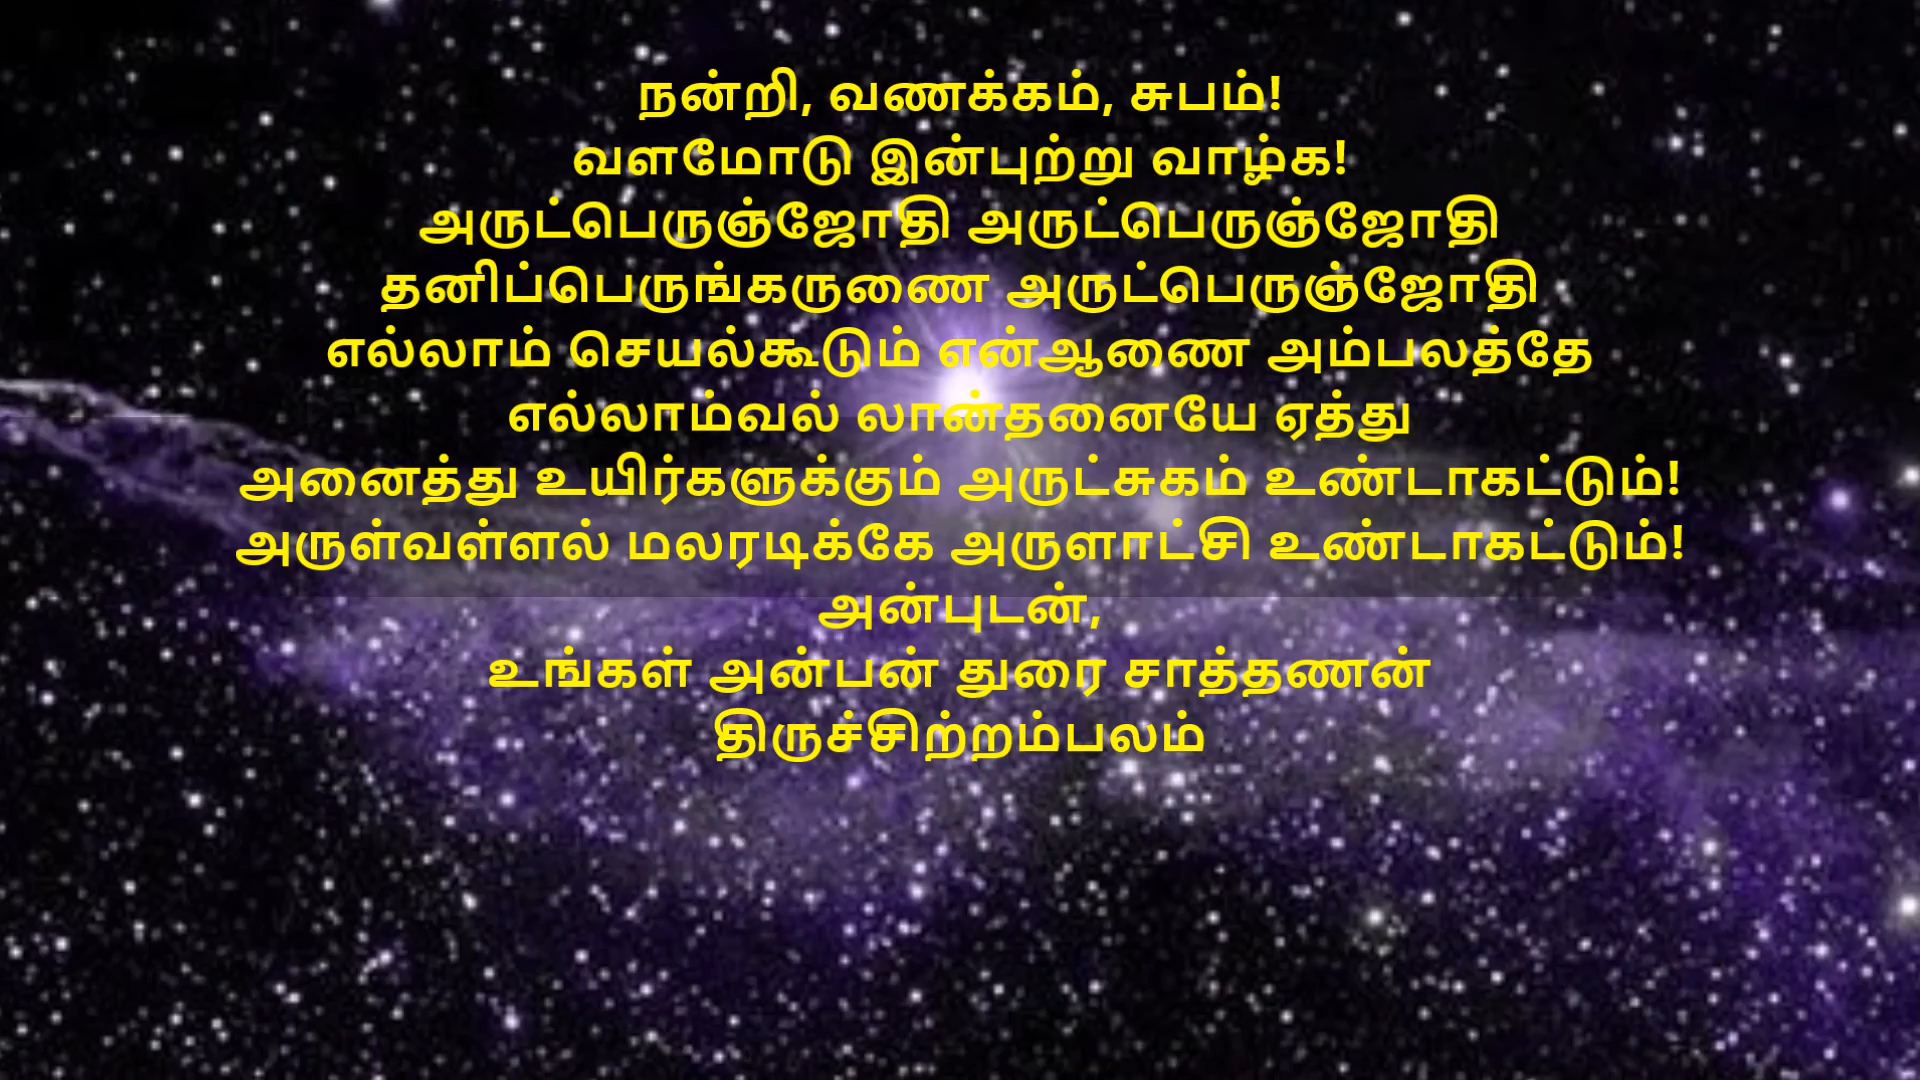 நன்றி, வணக்கம், சுபம்!
வளமோடு இன்புற்று வாழ்க!
அருட்பெருஞ்ஜோதி அருட்பெருஞ்ஜோதி
தனிப்பெருங்கருணை அருட்பெருஞ்ஜோதி
எல்லாம் செயல்கூடும் என்ஆணை அம்பலத்தே
எல்லாம்வல் லான்தனையே ஏத்து
அனைத்து உயிர்களுக்கும் அருட்சுகம் உண்டாகட்டும்!
அருள்வள்ளல் மலரடிக்கே அருளாட்சி உண்டாகட்டும்!
அன்புடன்,
உங்கள் அன்பன் துரை சாத்தணன்
திருச்சிற்றம்பலம்